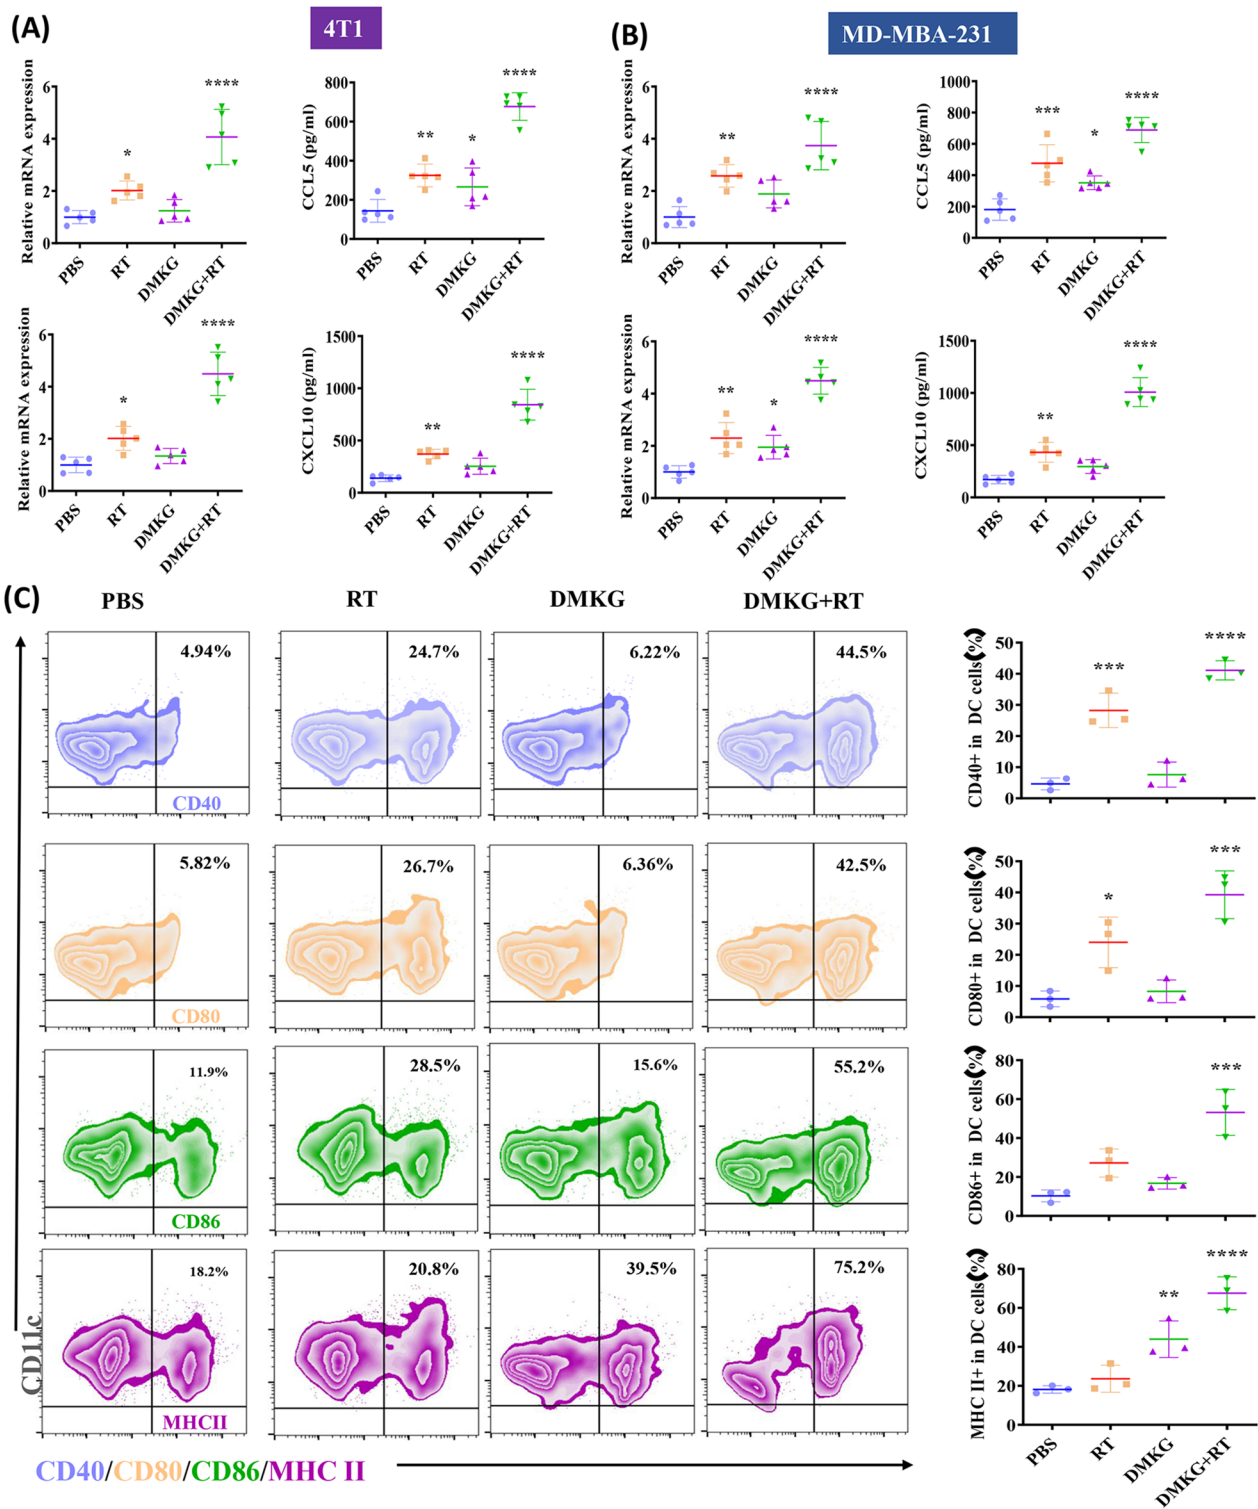 (A)
4T1
(B)
MD-MBA-231
Relative mRNA expression
6
4
2
0
*
****
PBS
RT
DMKG
DMKG+RT
CCL5 (pg/ml)
800
600
400
200
0
**
*
****
PBS
RT
DMKG
DMKG+RT
Relative mRNA expression
6
4
2
0
**
****
PBS
RT
DMKG
DMKG+RT
CCL5 (pg/ml)
1000
800
600
400
200
0
***
*
****
PBS
RT
DMKG
DMKG+RT
Relative mRNA expression
6
4
2
0
*
****
PBS
RT
DMKG
DMKG+RT
CXCL10 (pg/ml)
1500
1000
500
0
**
****
PBS
RT
DMKG
DMKG+RT
Relative mRNA expression
6
4
2
0
**
*
****
PBS
RT
DMKG
DMKG+RT
CXCL10 (pg/ml)
1500
1000
500
0
**
****
PBS
RT
DMKG
DMKG+RT
(C)
PBS
RT
DMKG
DMKG+RT
4.94%
24.7%
6.22%
44.5%
CD40
CD40+ in DC cells(%)
50
40
30
20
10
0
***
****
5.82%
26.7%
6.36%
42.5%
CD80
CD80+ in DC cells(%)
50
40
30
20
10
0
*
***
11.9%
28.5%
15.6%
55.2%
CD86
CD86+ in DC cells(%)
80
60
40
20
0
***
18.2%
20.8%
39.5%
75.2%
MHCII
MHC II+ in DC cells(%)
80
60
40
20
0
**
****
PBS
RT
DMKG
DMKG+RT
CD11c
CD40/CD80/CD86/MHC II